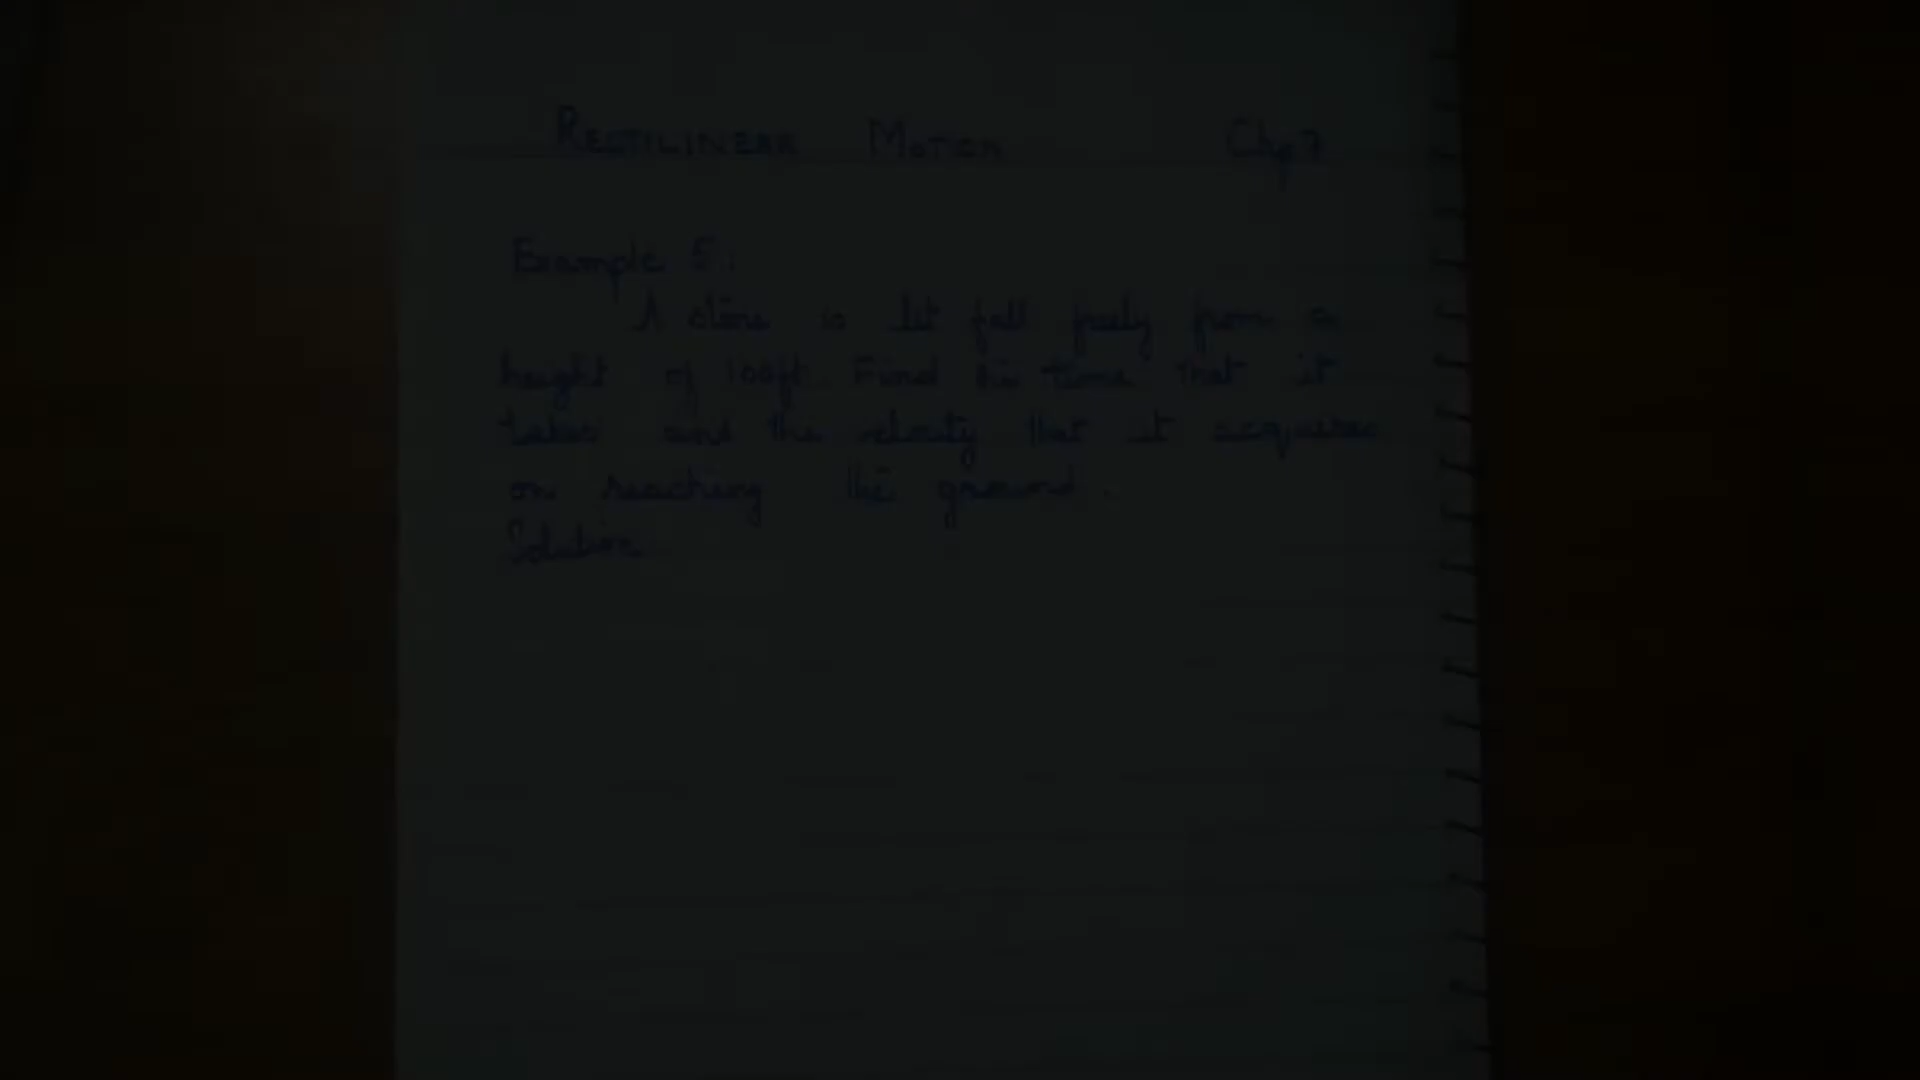 RECTILINEAR MOTION Chp 7
Example 5:
A stone is let fall freely from a
height of 100ft. Find the time that it
takes and the velocity that it acquires
on reaching the ground.
Solution